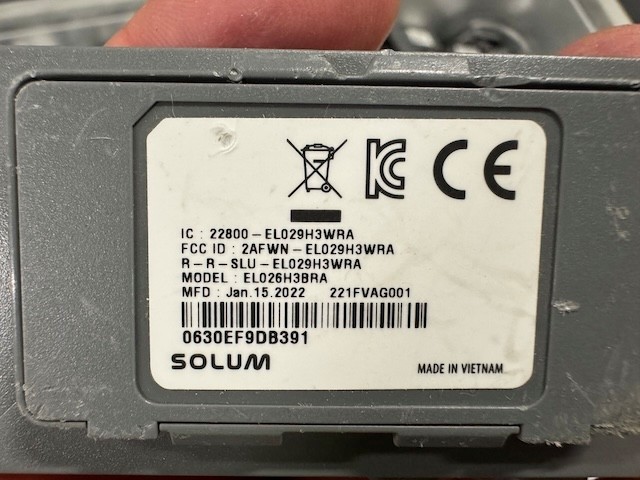 IC : 22800-EL029H3WRA
FCC ID : 2AFWN-EL029H3WRA
R-R-SLU-EL029H3WRA
MODEL : EL026H3BRA
MFD : Jan.15.2022 221FVAG001
0630EF9DB391
SOLUM MADE IN VIETNAM